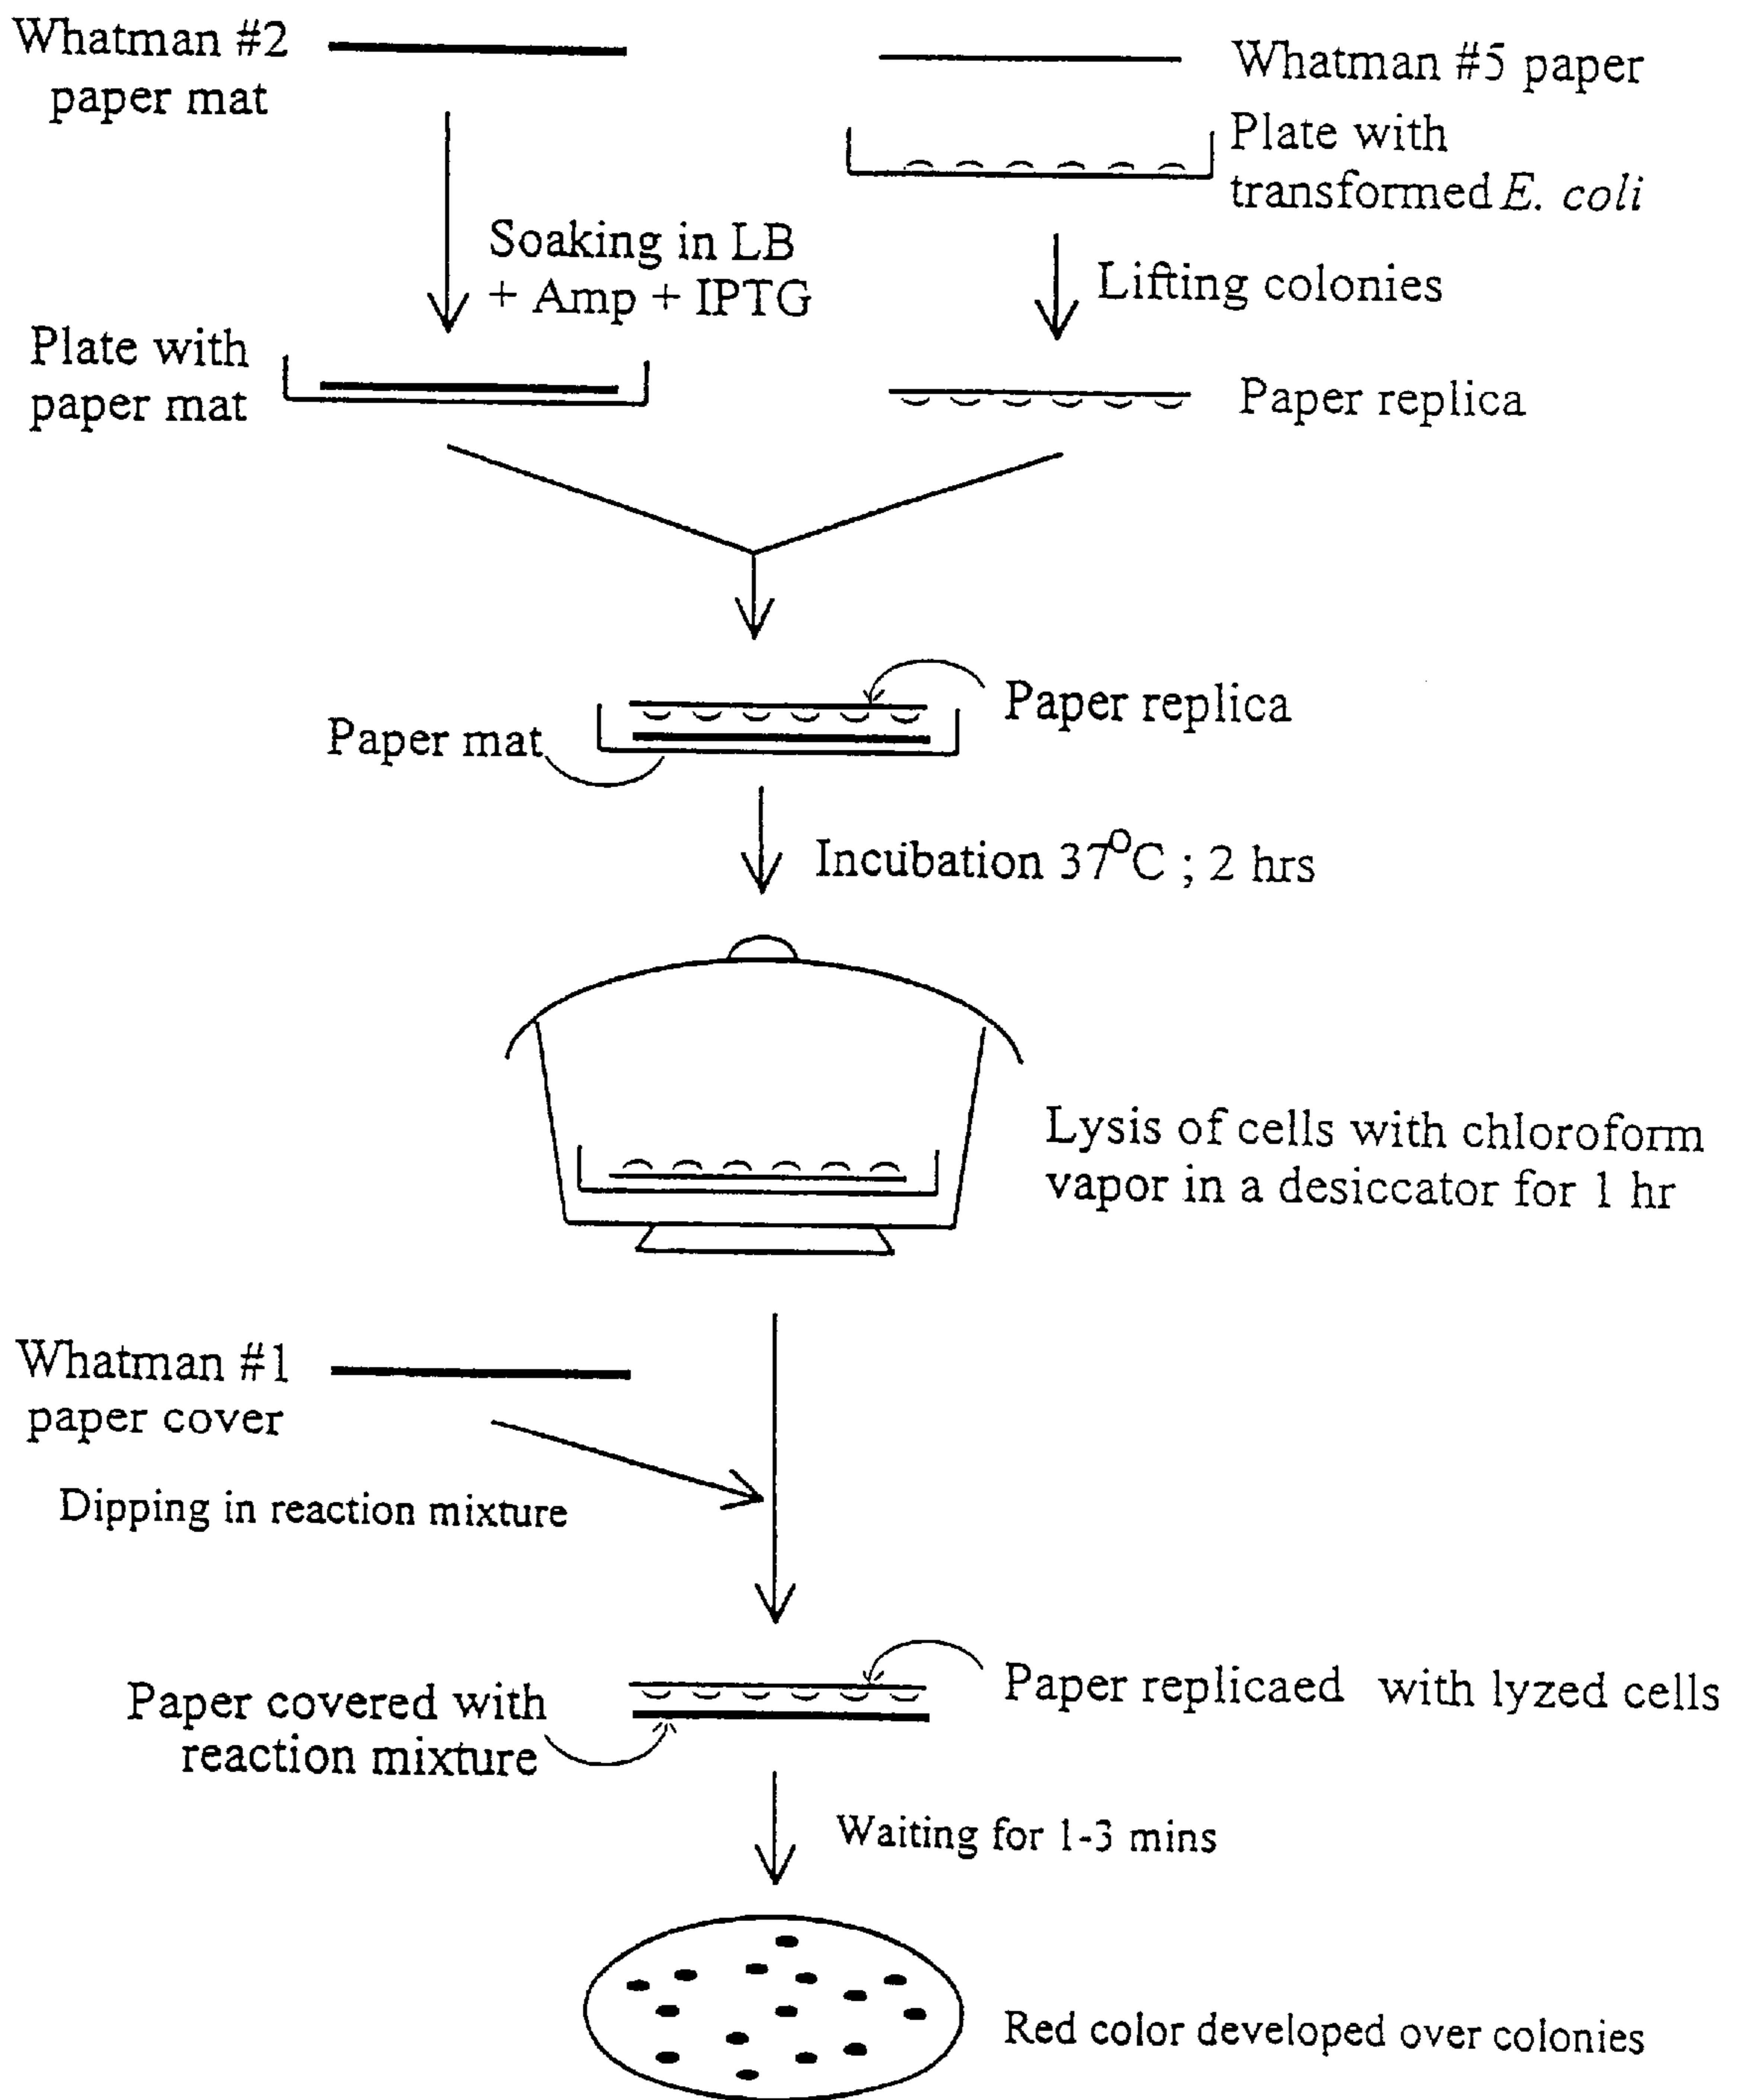 Whatman #2
paper mat
Whatman #5 paper
Plate with
transformed E. coli
Soaking in LB
+ Amp + IPTG
Lifting colonies
Plate with
paper mat
Paper replica
Paper replica
Paper mat
Incubation 37°C ; 2 hrs
Lysis of cells with chloroform
vapor in a desiccator for 1 hr
Whatman #1
paper cover
Dipping in reaction mixture
Paper replicaed with lyzed cells
Paper covered with
reaction mixture
Waiting for 1-3 mins
Red color developed over colonies